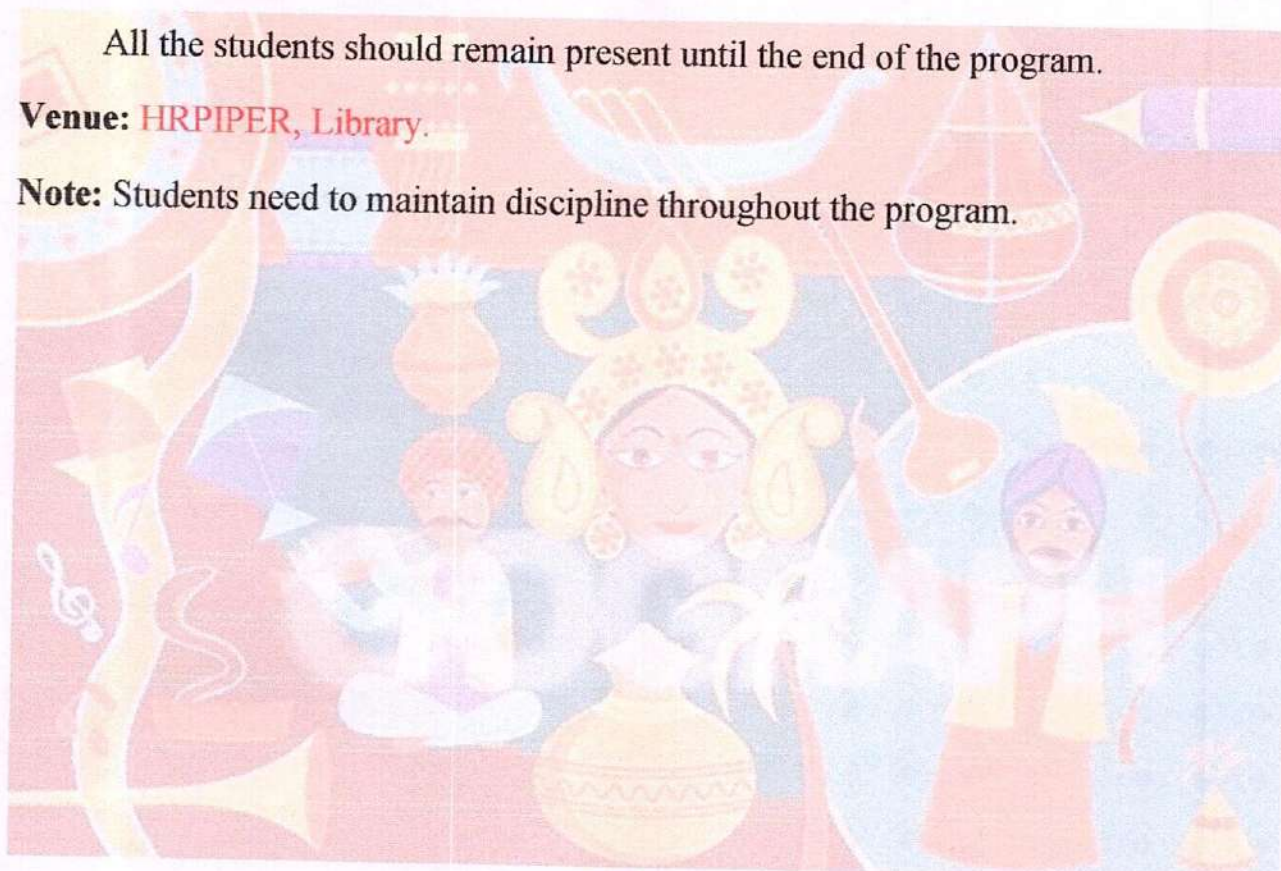 All the students should remain present until the end of the program.
Venue: HRPIPER, Library.
Note: Students need to maintain discipline throughout the program.